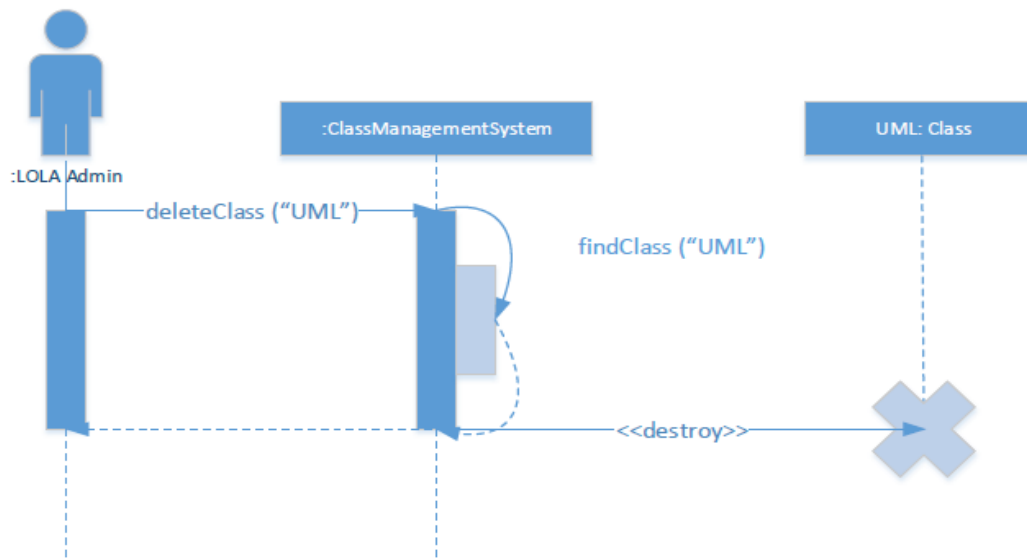 :ClassManagementSystem
UML: Class
:LOLA Admin
deleteClass (“UML”)
findClass (“UML”)
<<destroy>>